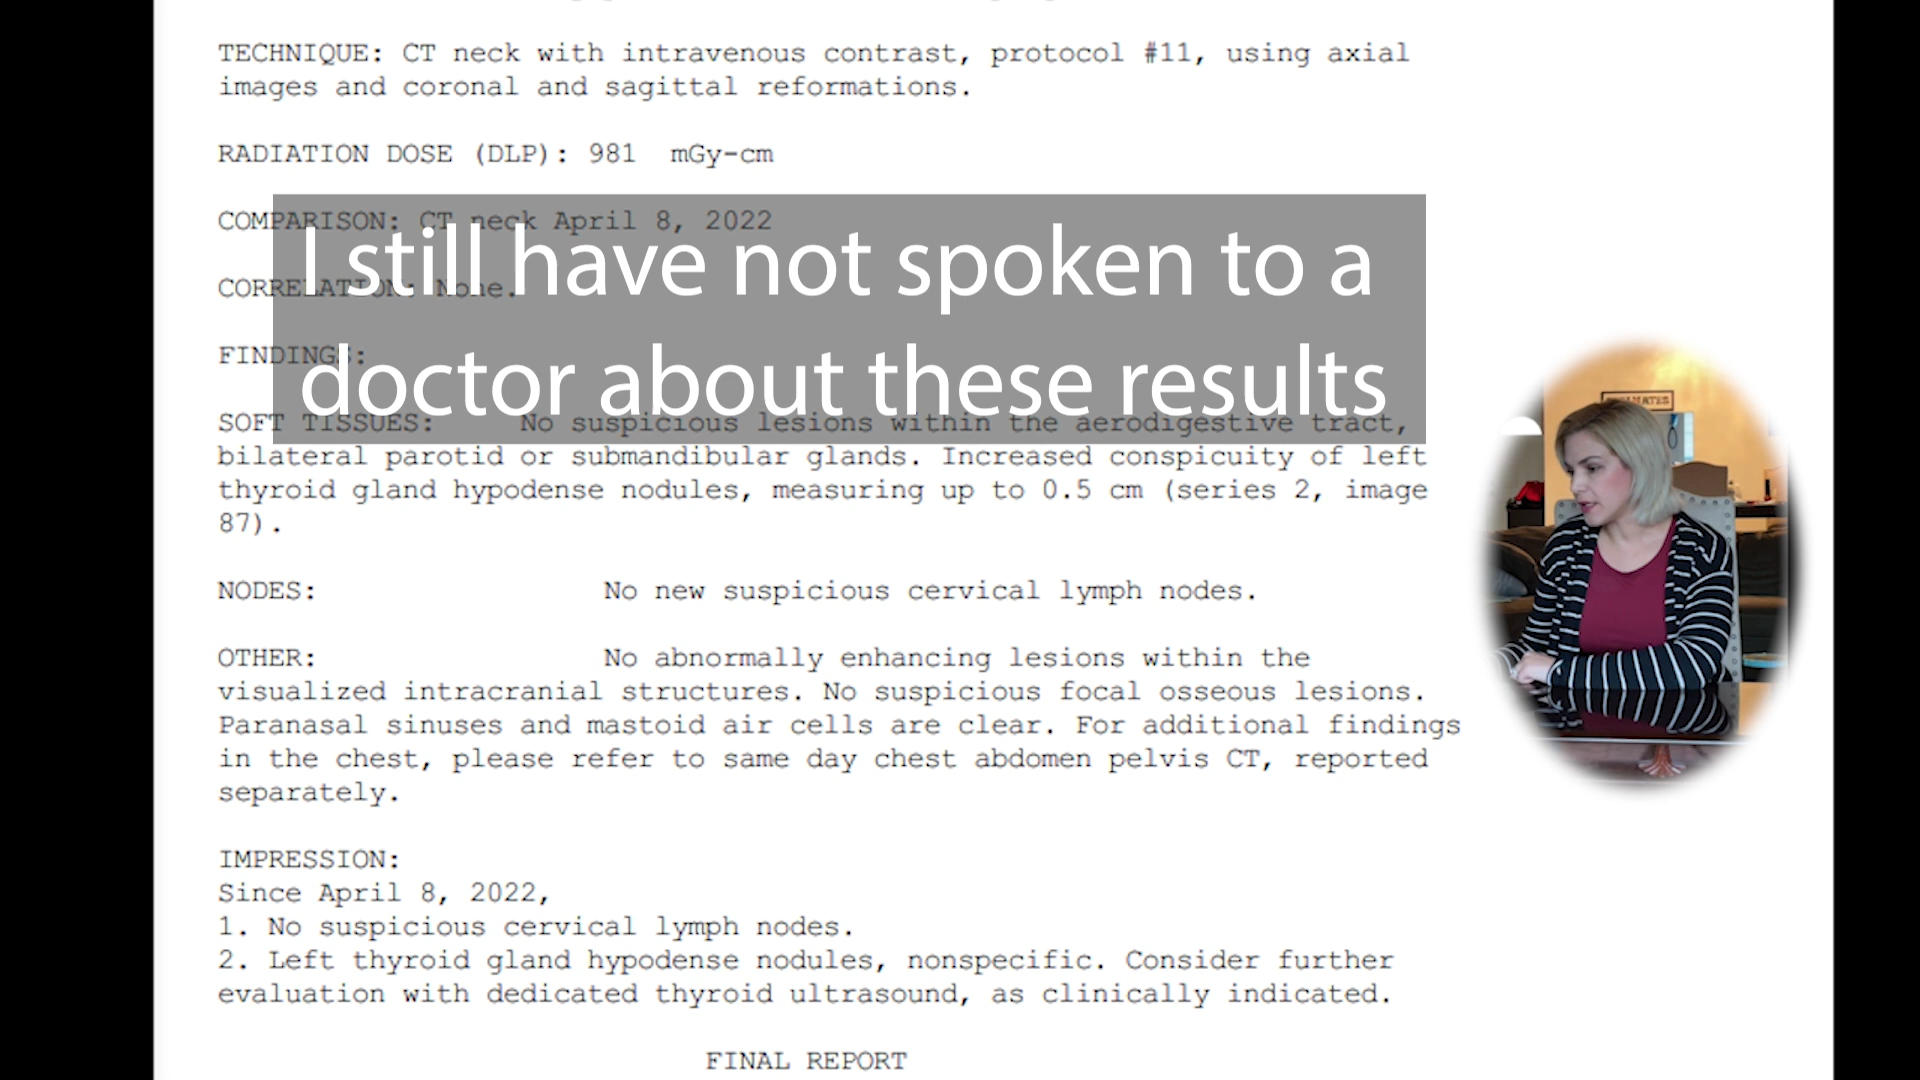 TECHNIQUE: CT neck with intravenous contrast, protocol #11, using axial
images and coronal and sagittal reformations.
RADIATION DOSE (DLP): 981 mGy-cm
COMPARISON: CT neck April 8, 2022
CORRELATION: None.
I still have not spoken to a
FINDINGS:
doctor about these results
SOFT TISSUES: No suspicious lesions within the aerodigestive tract,
bilateral parotid or submandibular glands. Increased conspicuity of left
thyroid gland hypodense nodules, measuring up to 0.5 cm (series 2, image
87).
NODES: No new suspicious cervical lymph nodes.
OTHER: No abnormally enhancing lesions within the
visualized intracranial structures. No suspicious focal osseous lesions.
Paranasal sinuses and mastoid air cells are clear. For additional findings
in the chest, please refer to same day chest abdomen pelvis CT, reported
separately.
IMPRESSION:
Since April 8, 2022,
1. No suspicious cervical lymph nodes.
2. Left thyroid gland hypodense nodules, nonspecific. Consider further
evaluation with dedicated thyroid ultrasound, as clinically indicated.
FINAL REPORT